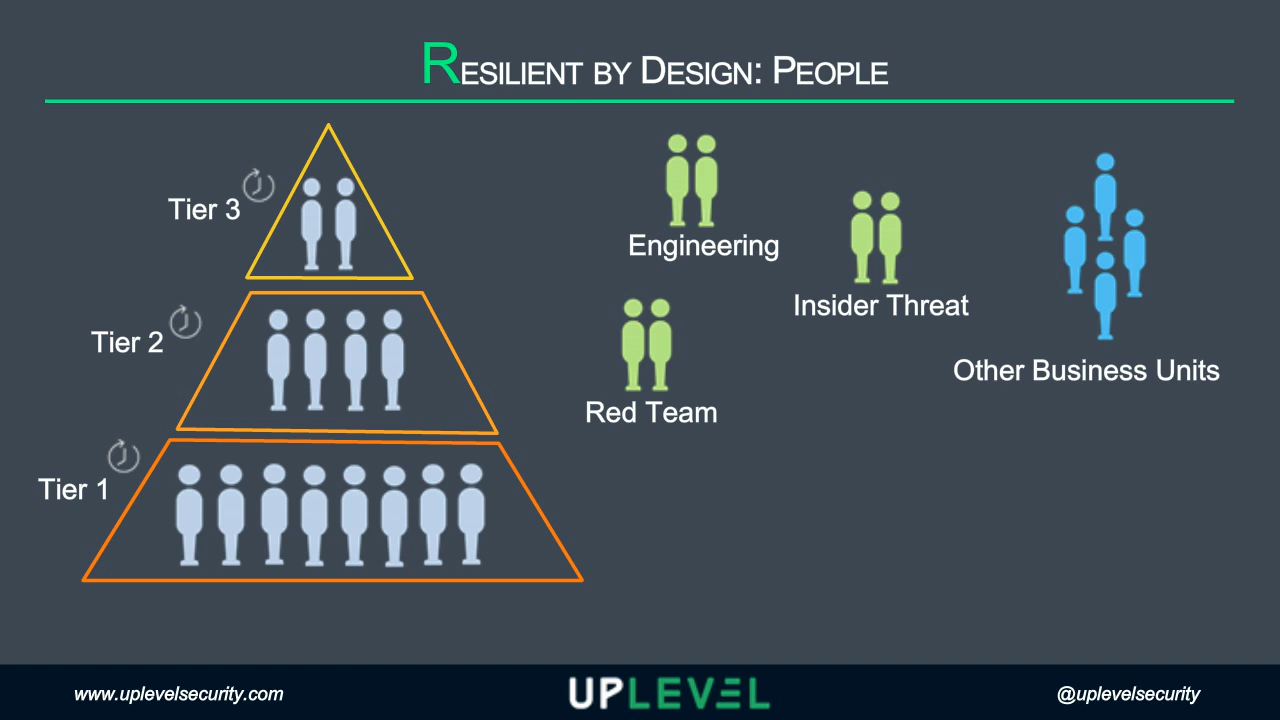 RESILIENT BY DESIGN: PEOPLE
Tier 3
Engineering
Insider Threat
Tier 2
Other Business Units
Red Team
Tier 1
www.uplevelsecurity.com
UPLEVEL
@uplevelsecurity